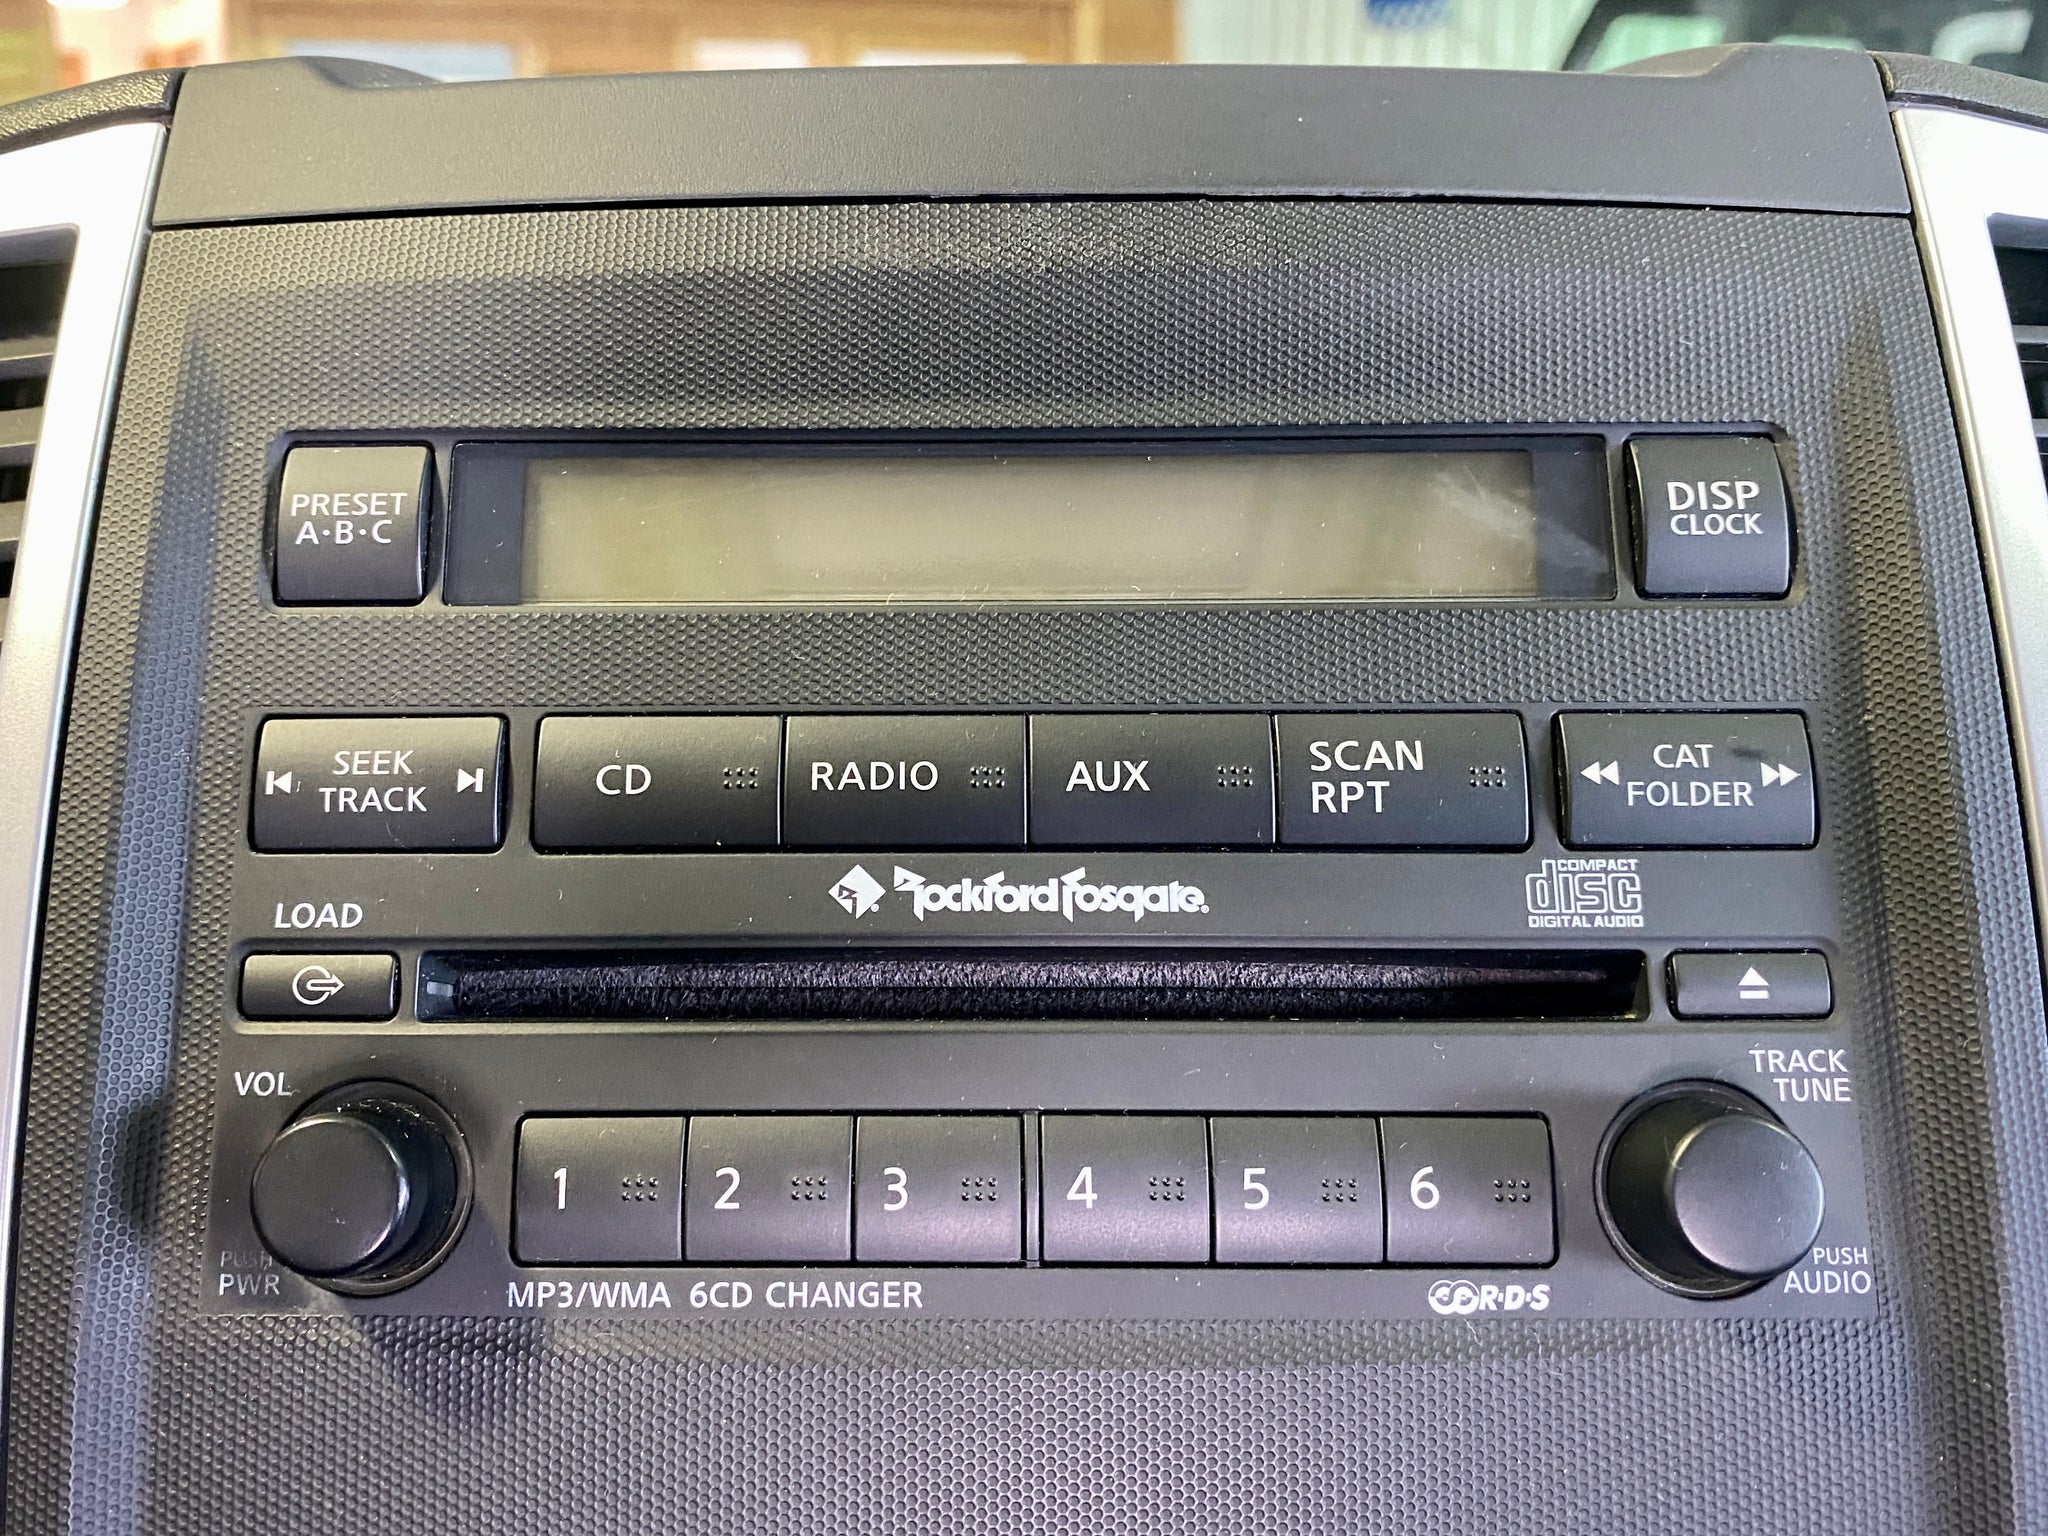 PRESET
A·B·C
DISP
CLOCK
SEEK
TRACK
CD
RADIO
AUX
SCAN
RPT
CAT
FOLDER
LOAD
Rockford Fosgate.
COMPACT
disc
DIGITAL AUDIO
VOL
TRACK
TUNE
1
2
3
4
5
6
PUSH
PWR
PUSH
AUDIO
MP3/WMA 6CD CHANGER
R·D·S